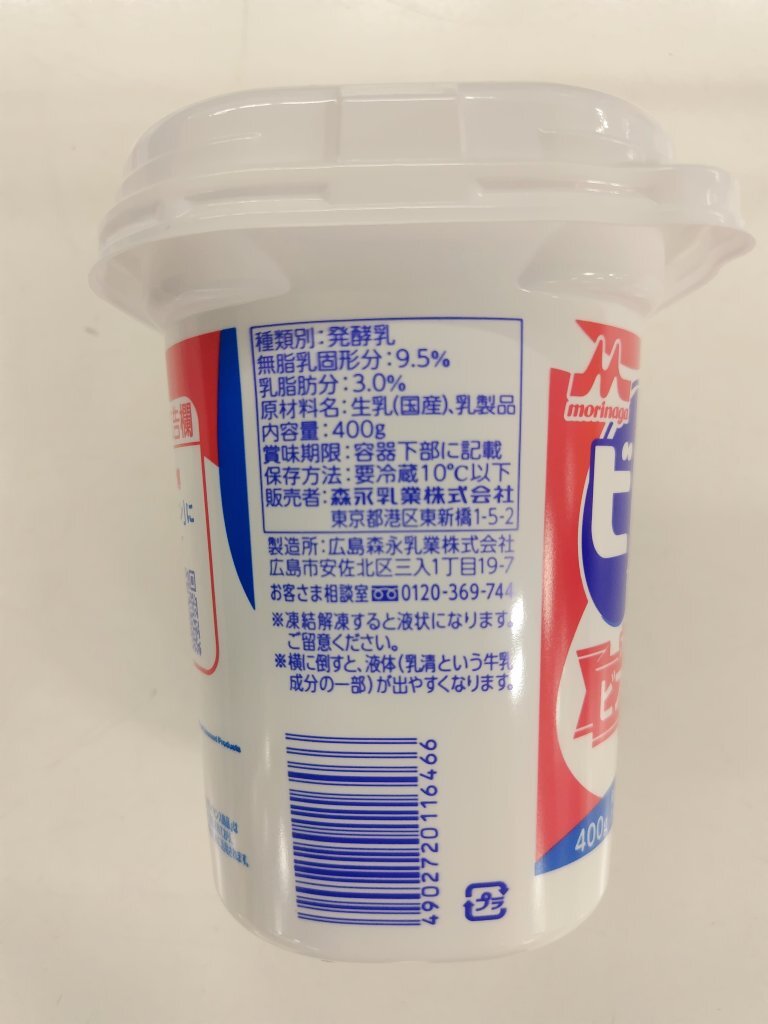 種類別：発酵乳
無脂乳固形分：9.5%
乳脂肪分：3.0%
原材料名：生乳(国産)、乳製品
内容量：400g
賞味期限：容器下部に記載
保存方法：要冷蔵10℃以下
販売者：森永乳業株式会社
東京都港区東新橋1-5-2
製造所：広島森永乳業株式会社
広島市安佐北区三入1丁目19-7
お客さま相談室 0120-369-744
※凍結解凍すると液状になります。
ご留意ください。
※横に倒すと、液体(乳清という牛乳
成分の一部)が出やすくなります。
4902720116466
プラ
morinaga
ビ
ビ
400g
告欄
に
Products